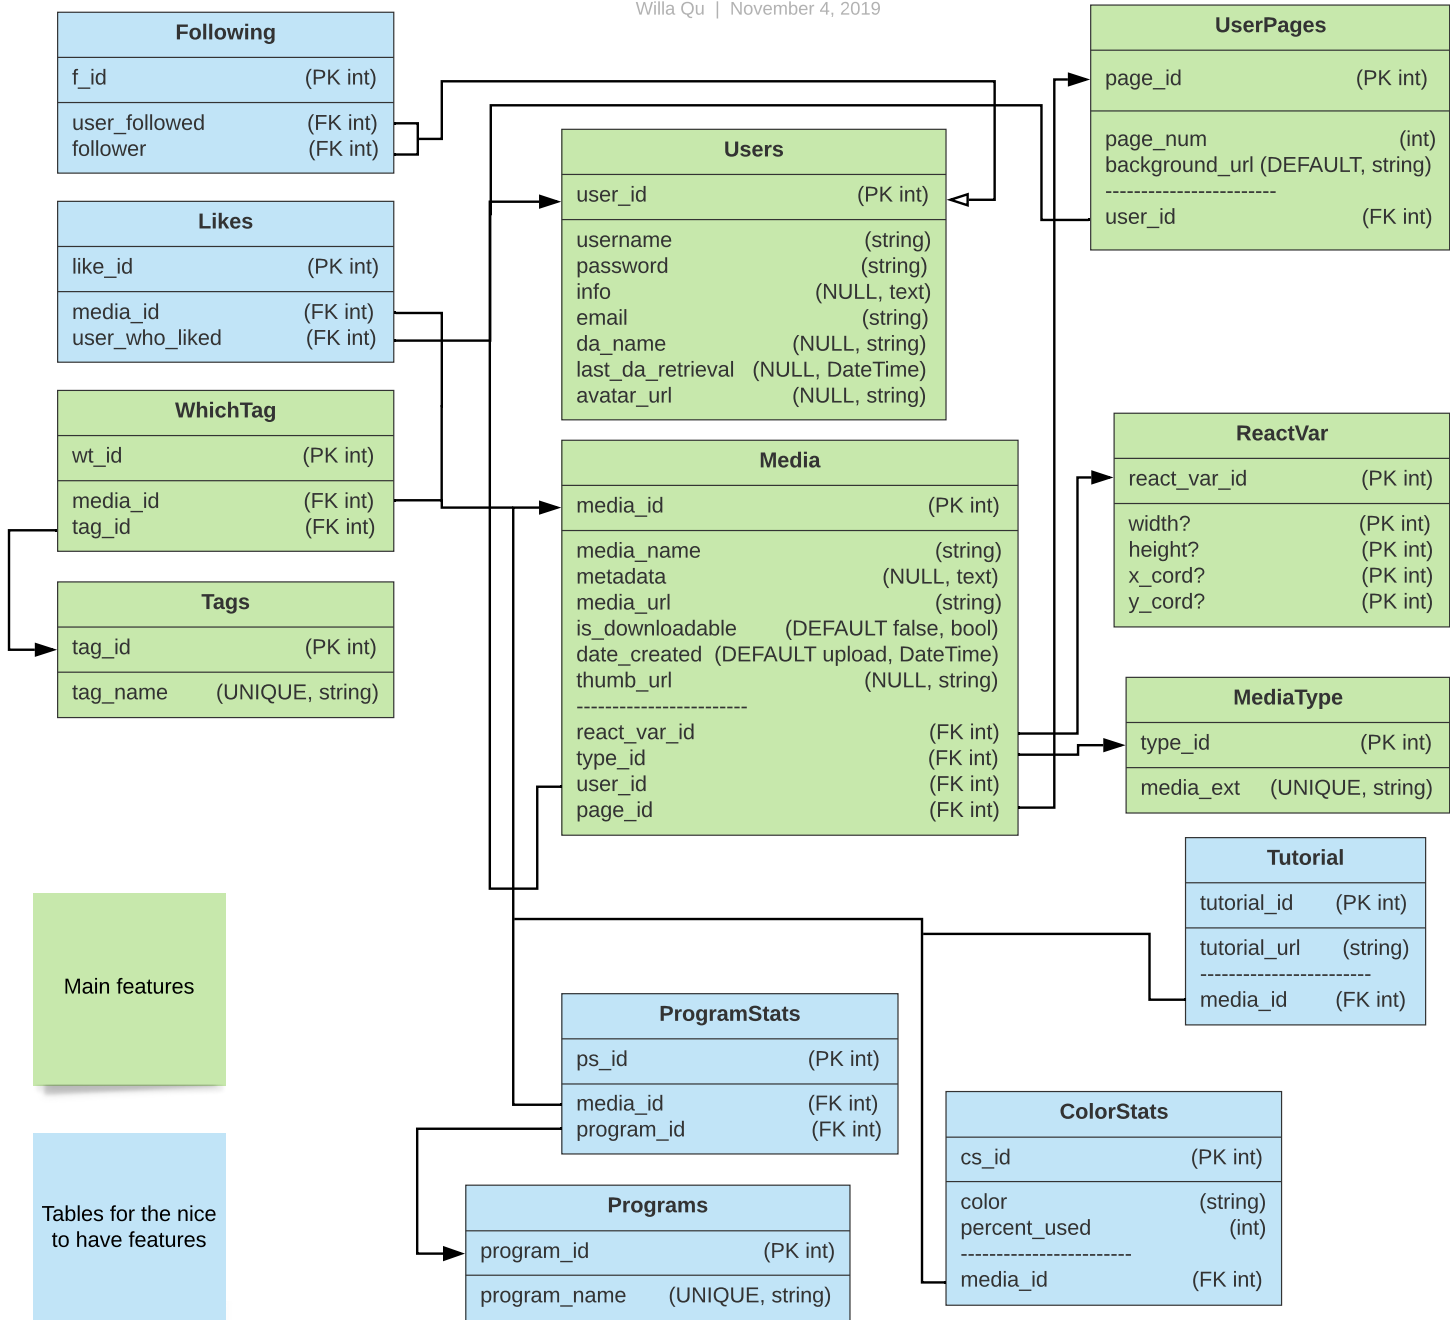 Willa Qu | November 4, 2019
Following
f_id (PK int)
user_followed (FK int)
follower (FK int)
Likes
like_id (PK int)
media_id (FK int)
user_who_liked (FK int)
WhichTag
wt_id (PK int)
media_id (FK int)
tag_id (FK int)
Tags
tag_id (PK int)
tag_name (UNIQUE, string)
Users
user_id (PK int)
username (string)
password (string)
info (NULL, text)
email (string)
da_name (NULL, string)
last_da_retrieval (NULL, DateTime)
avatar_url (NULL, string)
Media
media_id (PK int)
media_name (string)
metadata (NULL, text)
media_url (string)
is_downloadable (DEFAULT false, bool)
date_created (DEFAULT upload, DateTime)
thumb_url (NULL, string)
------------------------
react_var_id (FK int)
type_id (FK int)
user_id (FK int)
page_id (FK int)
UserPages
page_id (PK int)
page_num (int)
background_url (DEFAULT, string)
------------------------
user_id (FK int)
ReactVar
react_var_id (PK int)
width? (PK int)
height? (PK int)
x_cord? (PK int)
y_cord? (PK int)
MediaType
type_id (PK int)
media_ext (UNIQUE, string)
Tutorial
tutorial_id (PK int)
tutorial_url (string)
------------------------
media_id (FK int)
Main features
Tables for the nice
to have features
ProgramStats
ps_id (PK int)
media_id (FK int)
program_id (FK int)
Programs
program_id (PK int)
program_name (UNIQUE, string)
ColorStats
cs_id (PK int)
color (string)
percent_used (int)
------------------------
media_id (FK int)